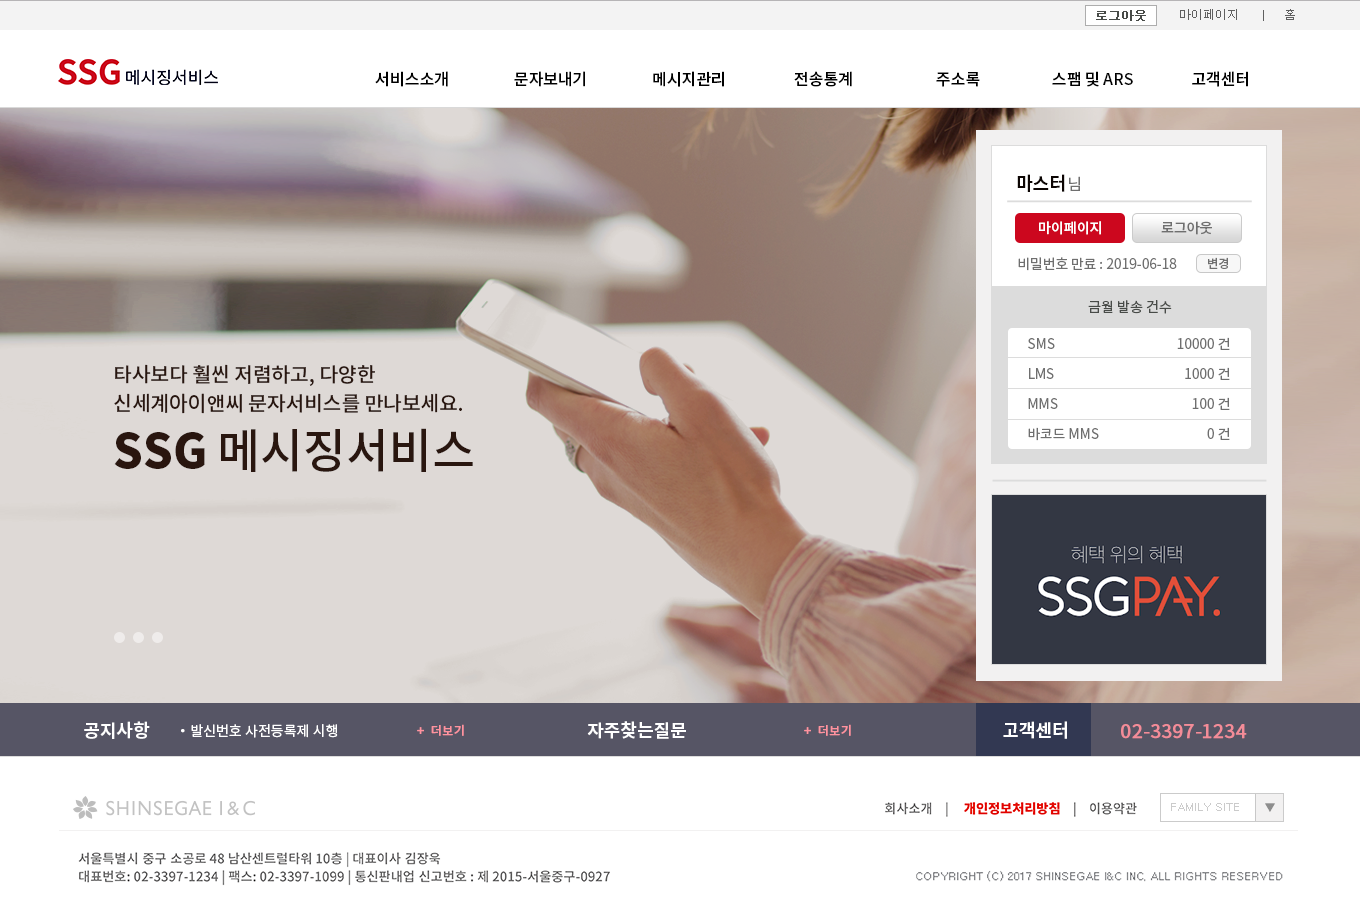 로그아웃 마이페이지 | 홈
SSG 메시징서비스 서비스소개 문자보내기 메시지관리 전송통계 주소록 스팸 및 ARS 고객센터
마스터님
마이페이지 로그아웃
비밀번호 만료 : 2019-06-18 변경
금월 발송 건수
SMS 10000 건
LMS 1000 건
MMS 100 건
바코드 MMS 0 건
타사보다 훨씬 저렴하고, 다양한
신세계아이앤씨 문자서비스를 만나보세요.
SSG 메시징서비스
혜택 위의 혜택
SSGPAY.
공지사항 • 발신번호 사전등록제 시행 + 더보기 자주찾는질문 + 더보기 고객센터 02-3397-1234
SHINSEGAE I&C 회사소개 | 개인정보처리방침 | 이용약관 FAMILY SITE ▼
서울특별시 중구 소공로 48 남산센트럴타워 10층 | 대표이사 김장욱
대표번호: 02-3397-1234 | 팩스: 02-3397-1099 | 통신판내업 신고번호 : 제 2015-서울중구-0927
COPYRIGHT (C) 2017 SHINSEGAE I&C INC. ALL RIGHTS RESERVED